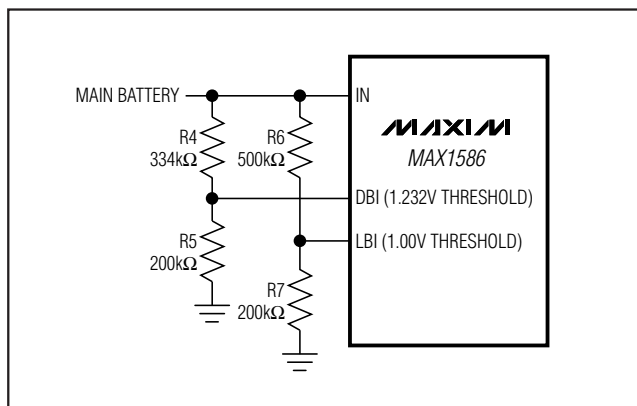 MAIN BATTERY
IN
R4
334kΩ
R6
500kΩ
MAXIM
MAX1586
DBI (1.232V THRESHOLD)
LBI (1.00V THRESHOLD)
R5
200kΩ
R7
200kΩ